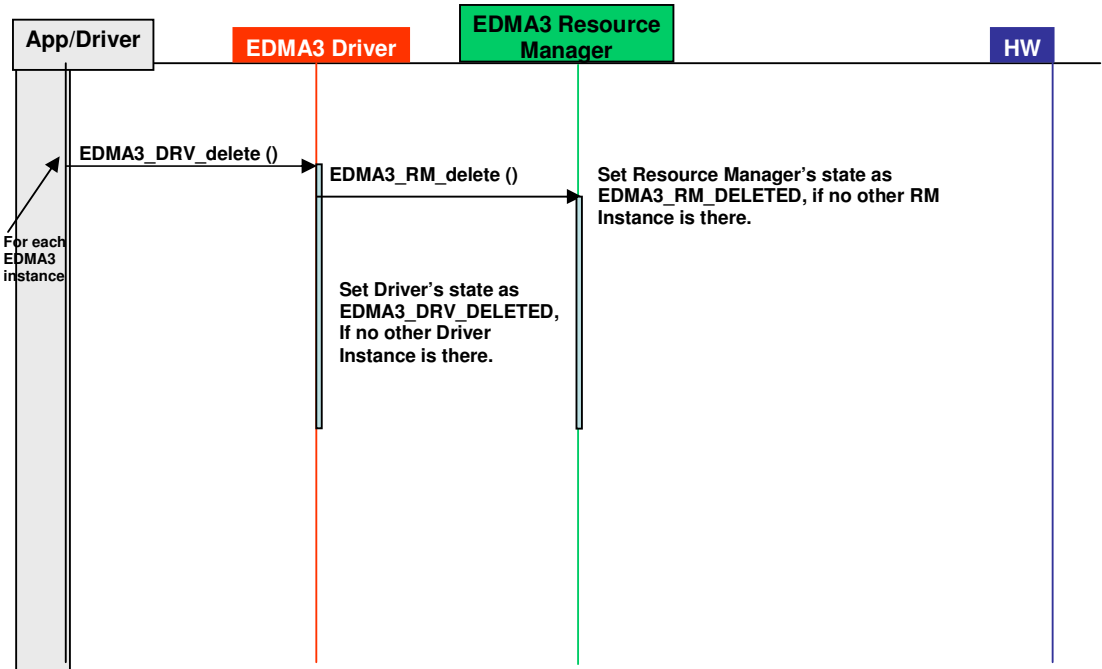 App/Driver
EDMA3 Driver
EDMA3 Resource
Manager
HW
EDMA3_DRV_delete ()
EDMA3_RM_delete ()
Set Resource Manager's state as
EDMA3_RM_DELETED, if no other RM
Instance is there.
For each
EDMA3
instance
Set Driver's state as
EDMA3_DRV_DELETED,
If no other Driver
Instance is there.